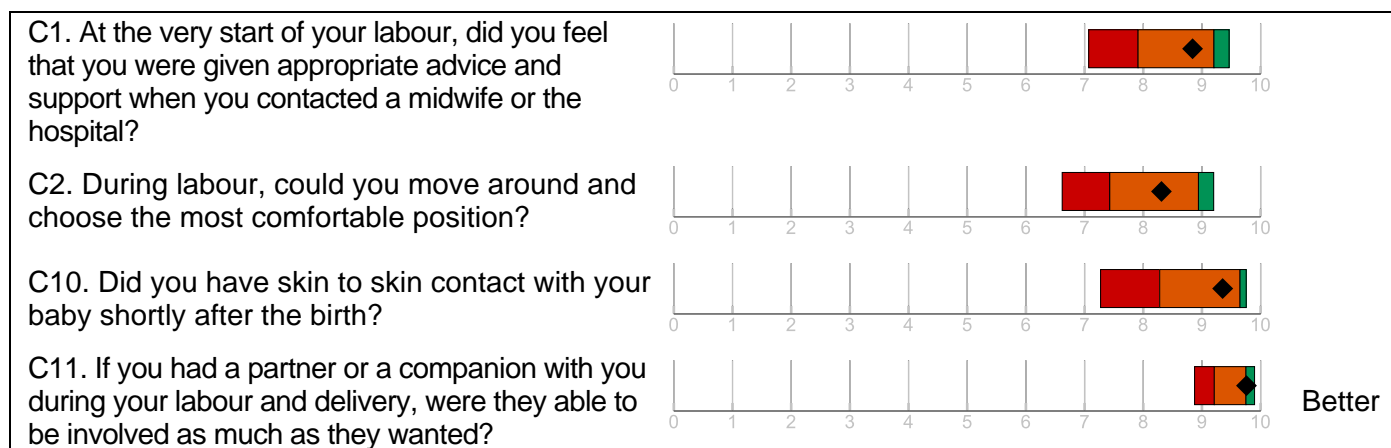 C1. At the very start of your labour, did you feel
that you were given appropriate advice and
support when you contacted a midwife or the
hospital?
0 1 2 3 4 5 6 7 8 9 10
C2. During labour, could you move around and
choose the most comfortable position?
0 1 2 3 4 5 6 7 8 9 10
C10. Did you have skin to skin contact with your
baby shortly after the birth?
0 1 2 3 4 5 6 7 8 9 10
C11. If you had a partner or a companion with you
during your labour and delivery, were they able to
be involved as much as they wanted?
0 1 2 3 4 5 6 7 8 9 10
Better